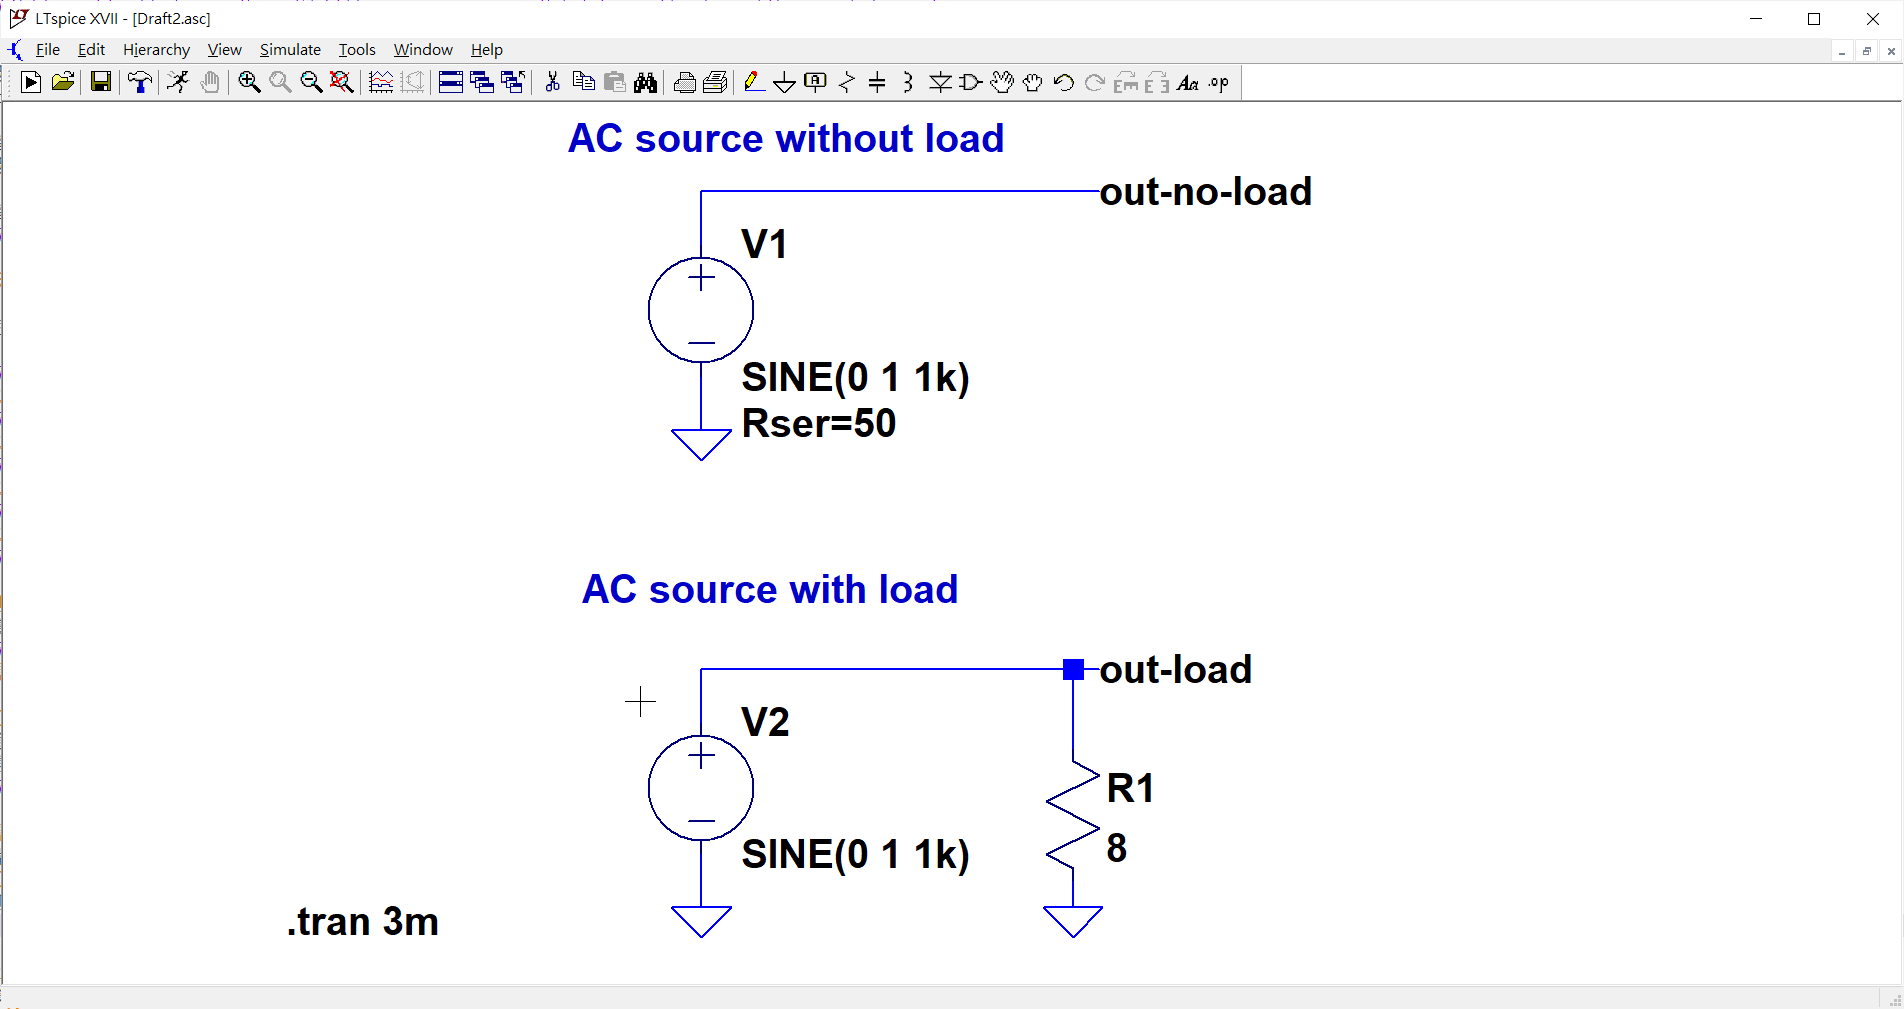 LTspice XVII - [Draft2.asc]
File Edit Hierarchy View Simulate Tools Window Help
AC source without load
out-no-load
V1
SINE(0 1 1k)
Rser=50
AC source with load
out-load
V2
R1
8
SINE(0 1 1k)
.tran 3m